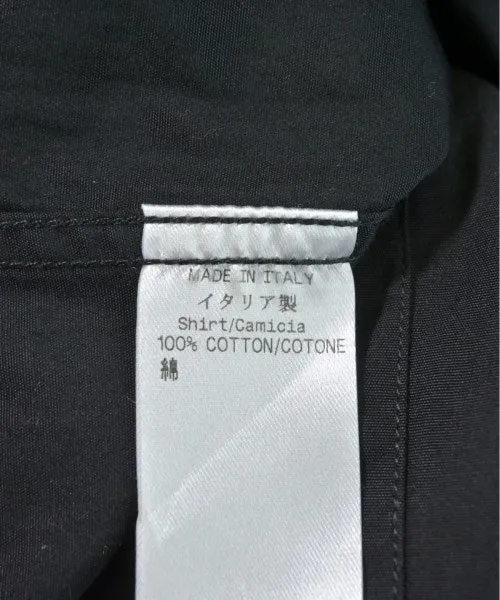 MADE IN ITALY
イタリア製
Shirt/Camicia
100% COTTON/COTONE
綿